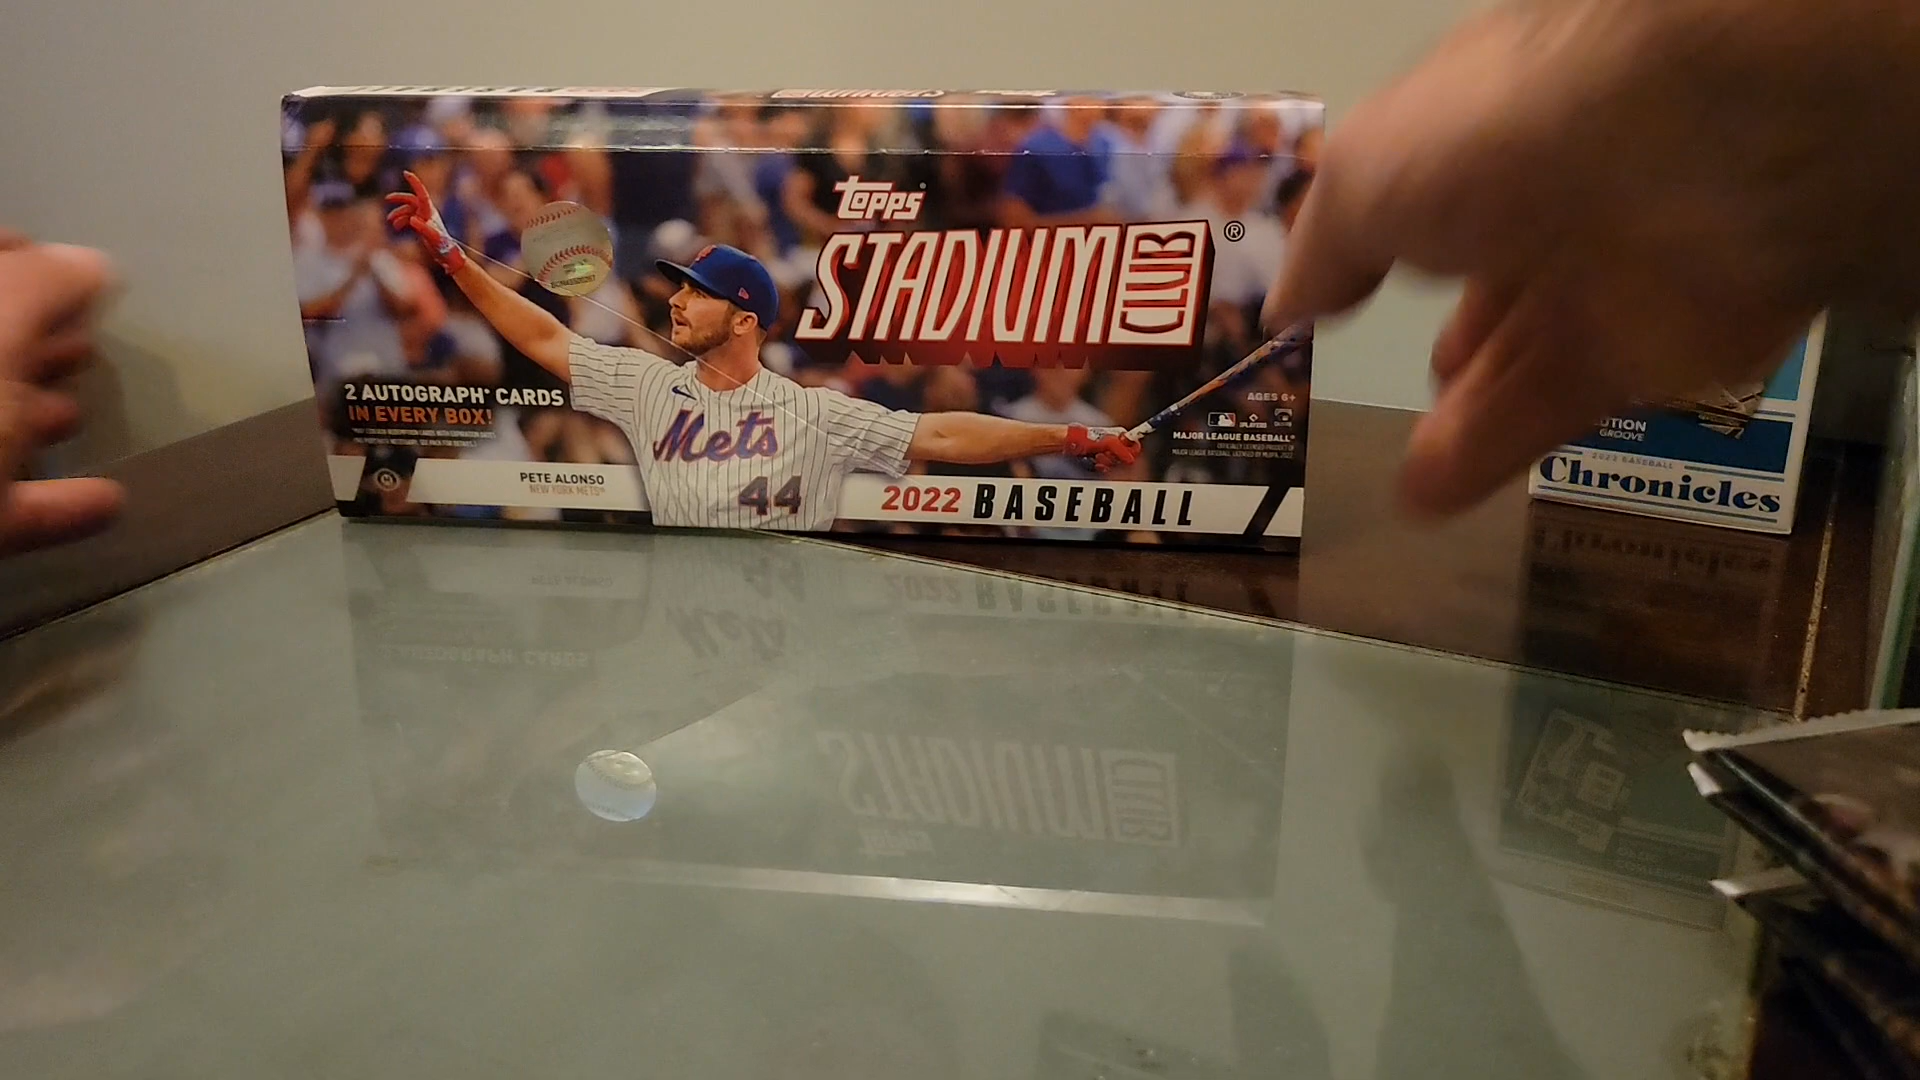 topps
STADIUM CLUB ®
2 AUTOGRAPH* CARDS
IN EVERY BOX!
AGES 6+
MAJOR LEAGUE BASEBALL®
PETE ALONSO
NEW YORK METS®
Mets
44
2022 BASEBALL
UTION
GROOVE
2022 BASEBALL
Chronicles